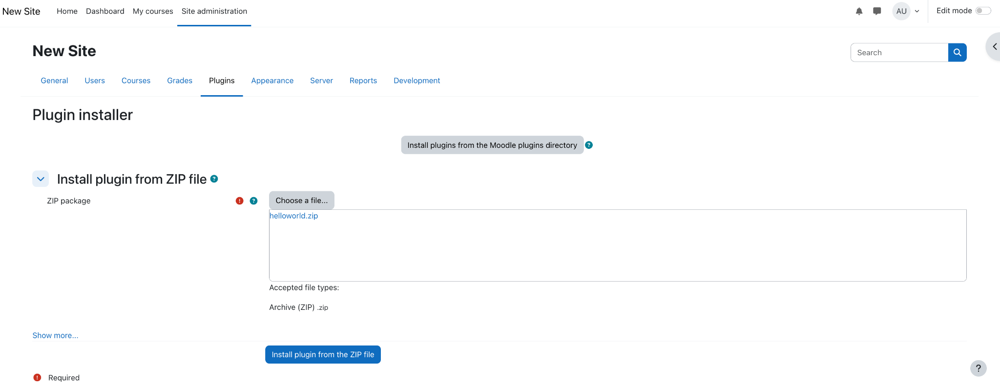 New Site Home Dashboard My courses Site administration AU Edit mode
New Site
Search
General Users Courses Grades Plugins Appearance Server Reports Development
Plugin installer
Install plugins from the Moodle plugins directory ?
Install plugin from ZIP file ?
ZIP package ! ? Choose a file...
helloworld.zip
Accepted file types:
Archive (ZIP) .zip
Show more...
Install plugin from the ZIP file
?
! Required